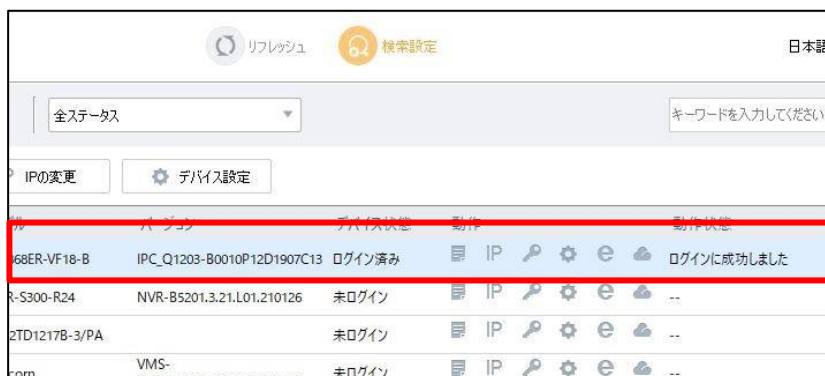 リフレッシュ 検索設定 日本語
全ステータス キーワードを入力してください
IPの変更 デバイス設定
バージョン デバイス状態 動作 動作状態
68ER-VF18-B IPC_Q1203-B0010P12D1907C13 ログイン済み IP ログインに成功しました
R-S300-R24 NVR-B5201.3.21.L01.210126 未ログイン IP --
2TD1217B-3/PA 未ログイン IP --
corn VMS- 未ログイン IP --